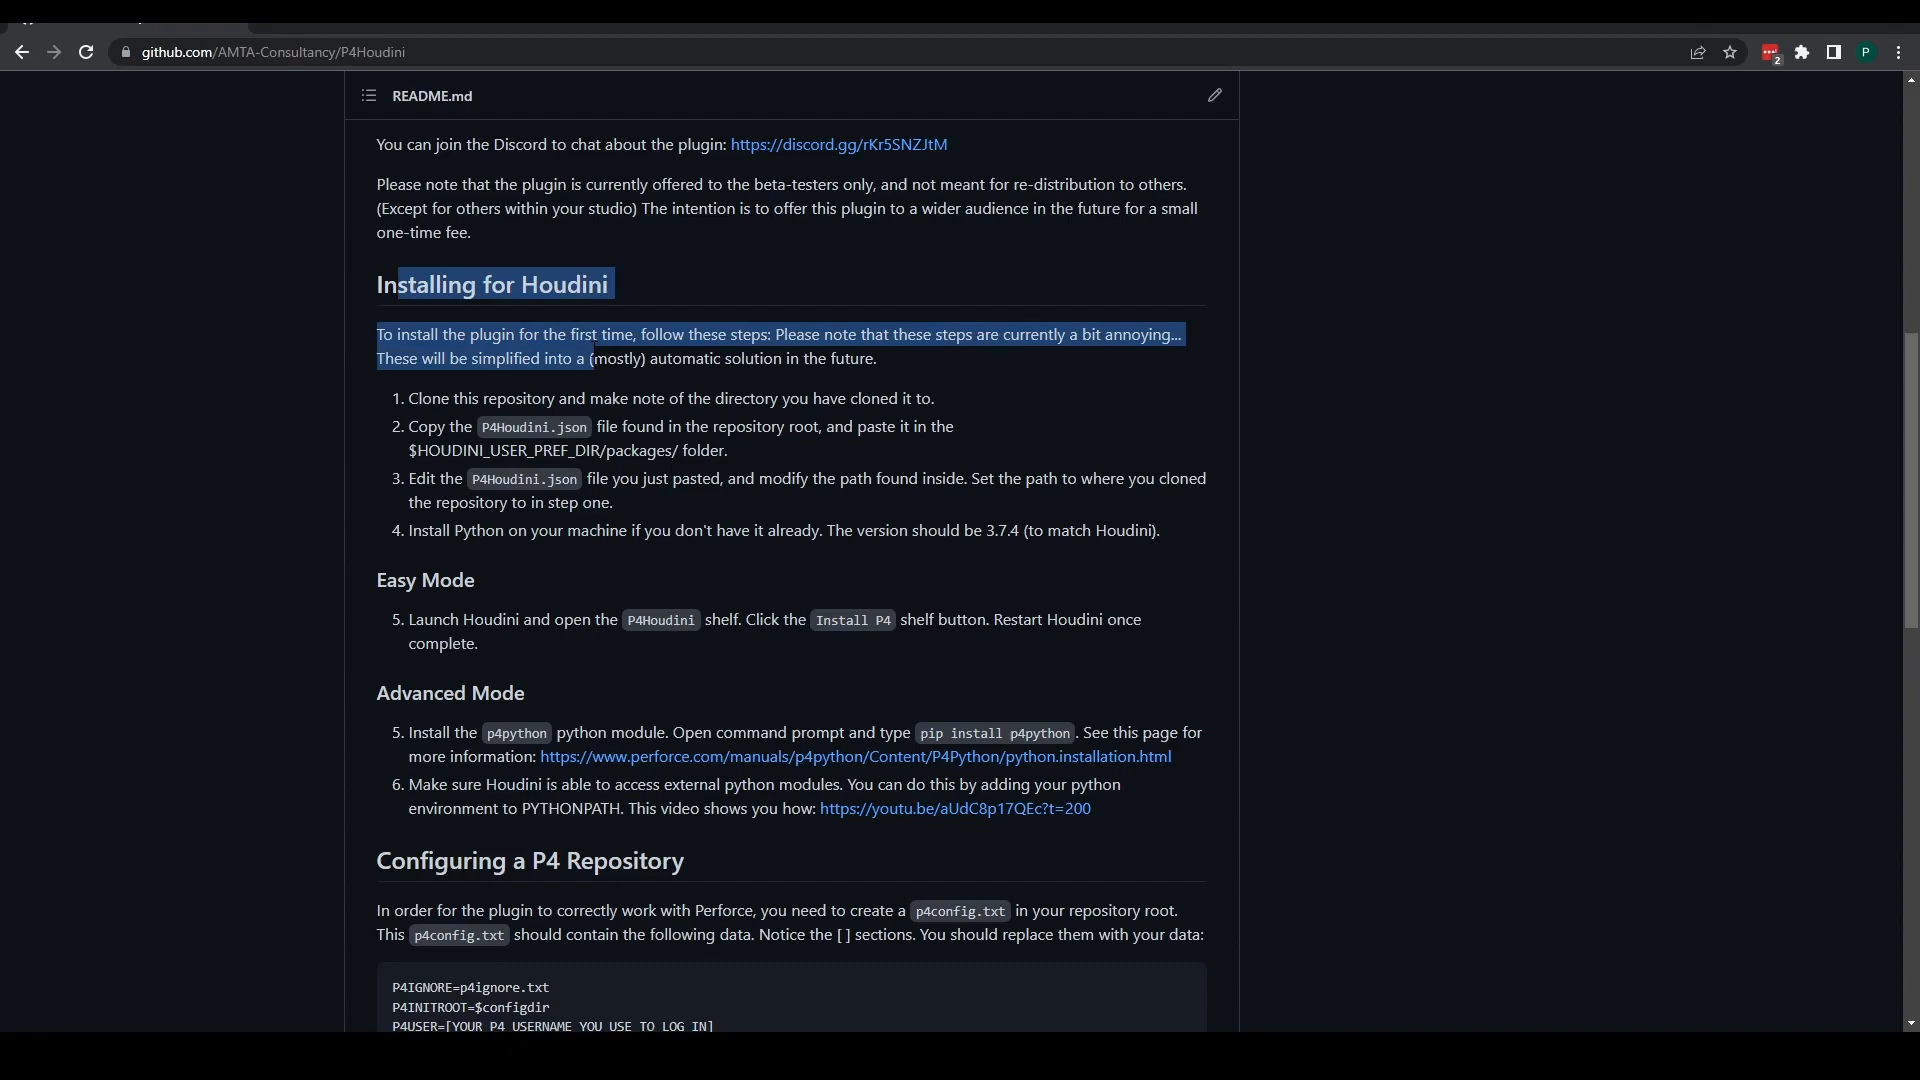 github.com/AMTA-Consultancy/P4Houdini
2
P
README.md
You can join the Discord to chat about the plugin: https://discord.gg/rKr5SNZJtM
Please note that the plugin is currently offered to the beta-testers only, and not meant for re-distribution to others.
(Except for others within your studio) The intention is to offer this plugin to a wider audience in the future for a small
one-time fee.
Installing for Houdini
To install the plugin for the first time, follow these steps: Please note that these steps are currently a bit annoying...
These will be simplified into a (mostly) automatic solution in the future.
1. Clone this repository and make note of the directory you have cloned it to.
2. Copy the P4Houdini.json file found in the repository root, and paste it in the
$HOUDINI_USER_PREF_DIR/packages/ folder.
3. Edit the P4Houdini.json file you just pasted, and modify the path found inside. Set the path to where you cloned
the repository to in step one.
4. Install Python on your machine if you don't have it already. The version should be 3.7.4 (to match Houdini).
Easy Mode
5. Launch Houdini and open the P4Houdini shelf. Click the Install P4 shelf button. Restart Houdini once
complete.
Advanced Mode
5. Install the p4python python module. Open command prompt and type pip install p4python. See this page for
more information: https://www.perforce.com/manuals/p4python/Content/P4Python/python.installation.html
6. Make sure Houdini is able to access external python modules. You can do this by adding your python
environment to PYTHONPATH. This video shows you how: https://youtu.be/aUdC8p17QEc?t=200
Configuring a P4 Repository
In order for the plugin to correctly work with Perforce, you need to create a p4config.txt in your repository root.
This p4config.txt should contain the following data. Notice the [ ] sections. You should replace them with your data:
P4IGNORE=p4ignore.txt
P4INITROOT=$configdir
P4USER=[YOUR P4 USERNAME YOU USE TO LOG IN]